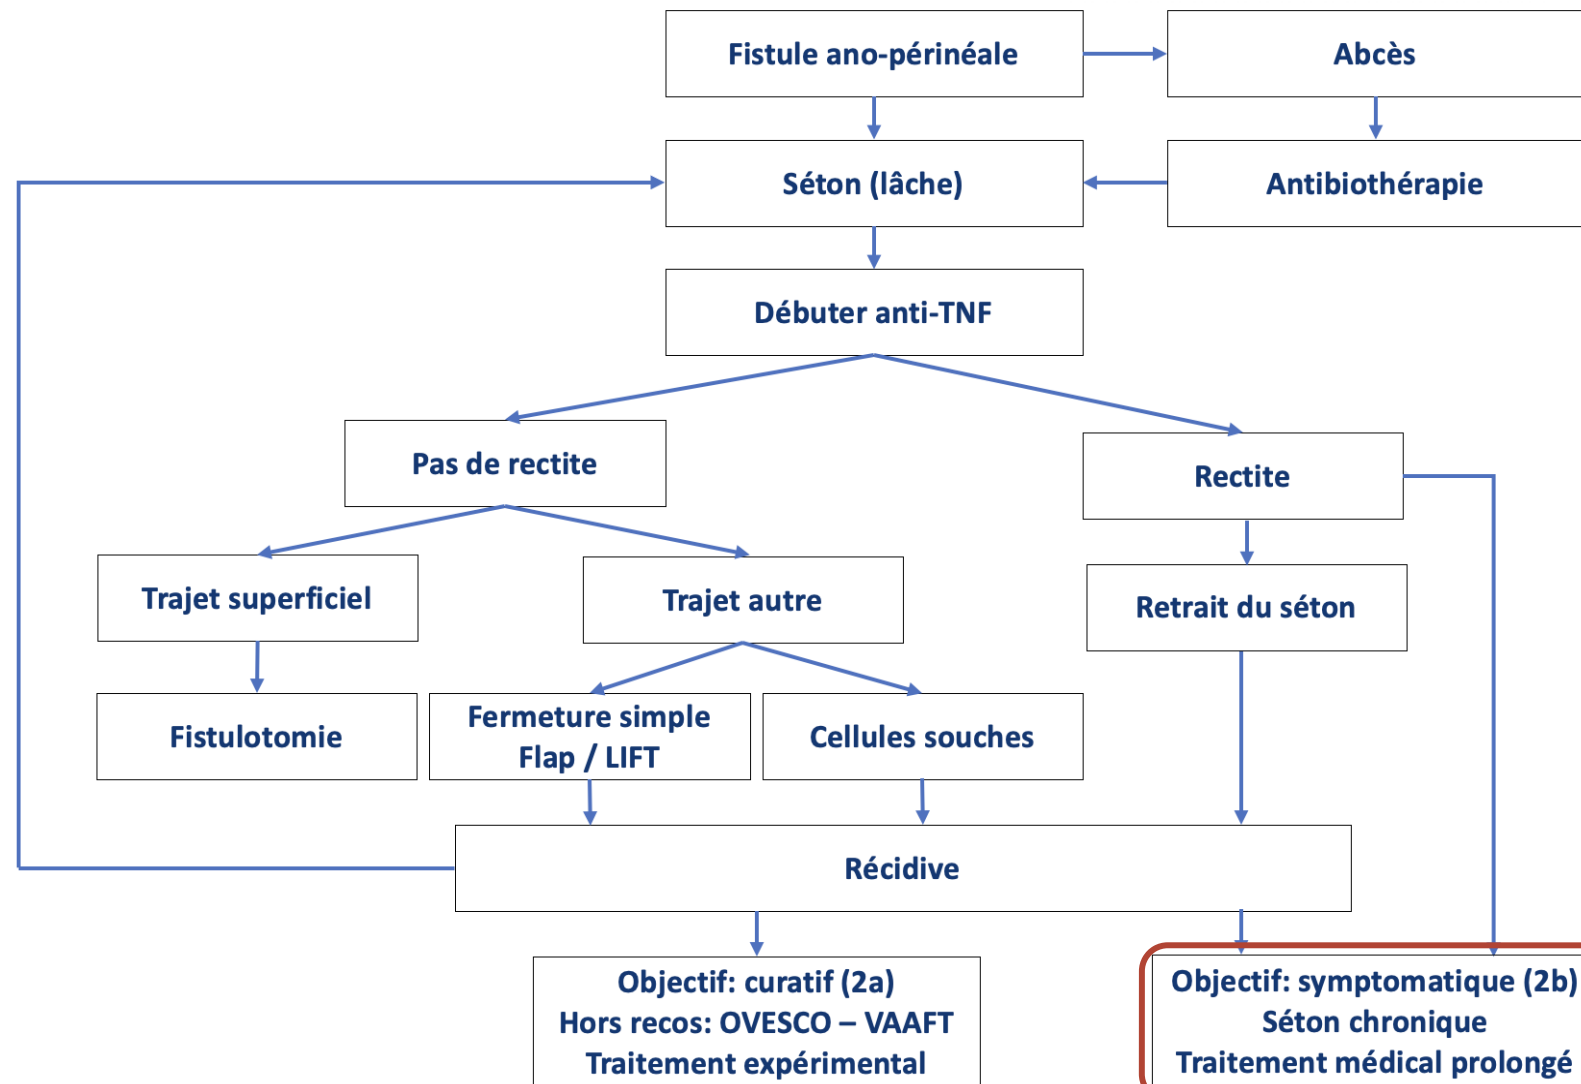 Fistule ano-périnéale
Abcès
Séton (lâche)
Antibiothérapie
Débuter anti-TNF
Pas de rectite
Rectite
Trajet superficiel
Trajet autre
Retrait du séton
Fistulotomie
Fermeture simple
Flap / LIFT
Cellules souches
Récidive
Objectif: curatif (2a)
Hors recos: OVESCO – VAAFT
Traitement expérimental
Objectif: symptomatique (2b)
Séton chronique
Traitement médical prolongé